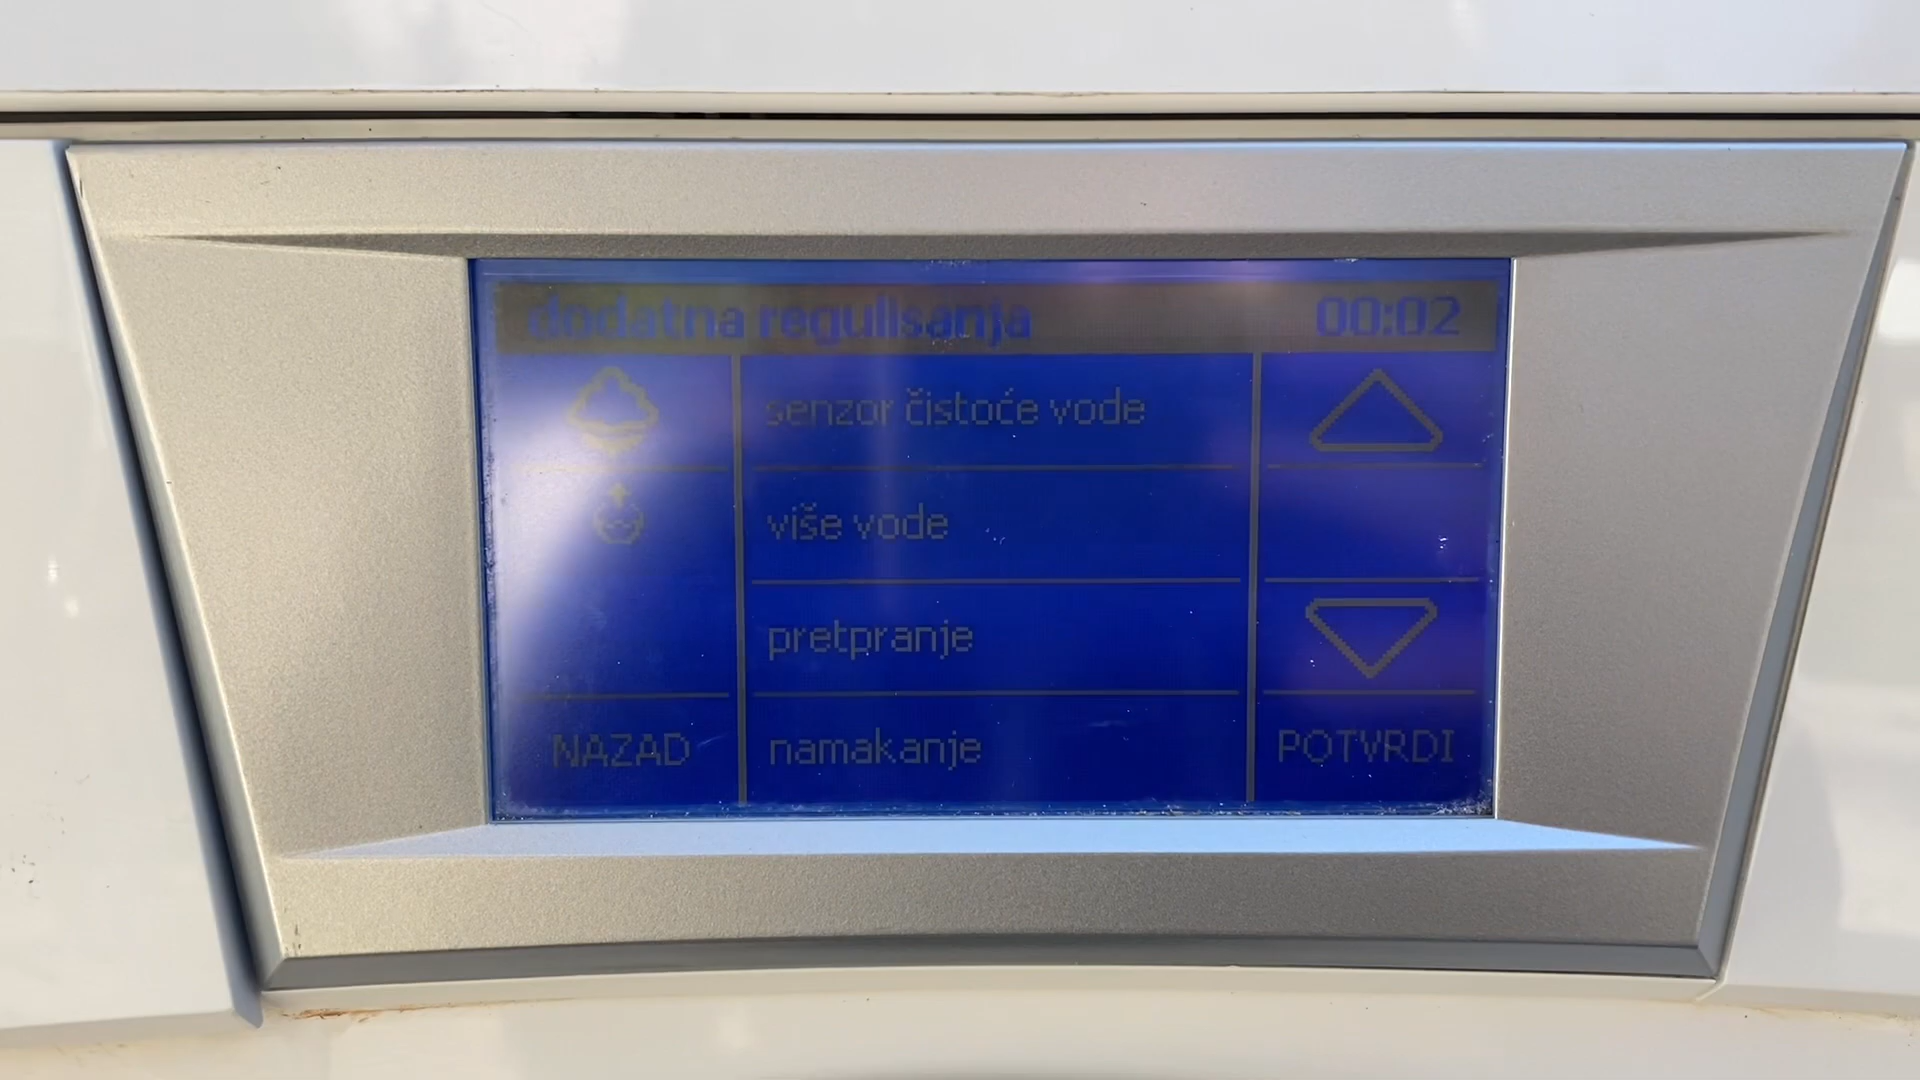 dodatna regulisanja 00:02
senzor čistoće vode
više vode
pretpranje
NAZAD namakanje POTVRDI